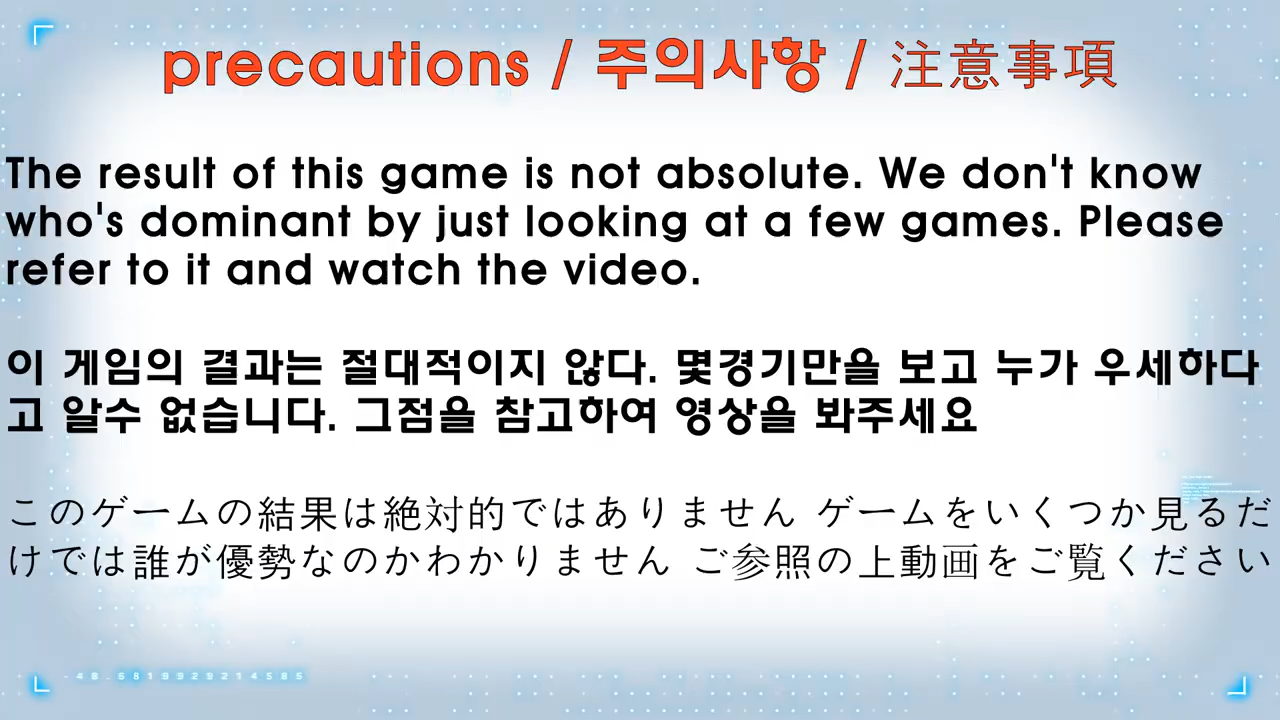 precautions / 주의사항 / 注意事項
The result of this game is not absolute. We don't know
who's dominant by just looking at a few games. Please
refer to it and watch the video.
이 게임의 결과는 절대적이지 않다. 몇경기만을 보고 누가 우세하다
고 알수 없습니다. 그점을 참고하여 영상을 봐주세요
このゲームの結果は絶対的ではありません ゲームをいくつか見るだ
けでは誰が優勢なのかわかりません ご参照の上動画をご覧ください
-48.6819929214585